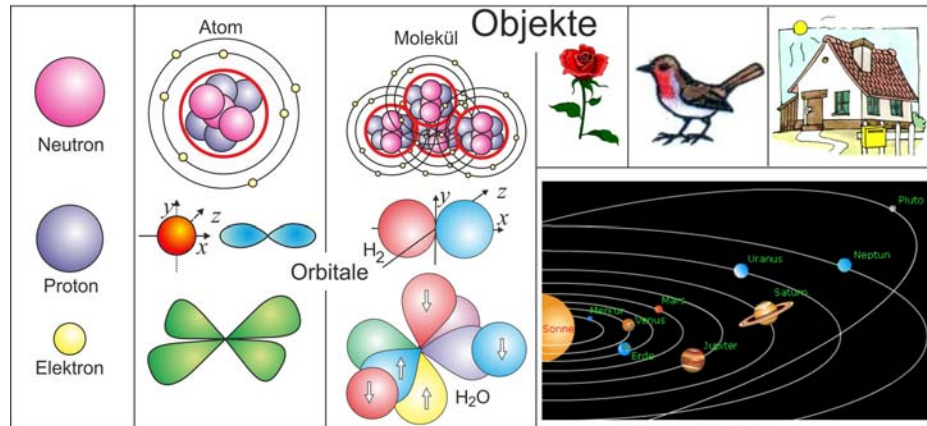 Objekte
Neutron
Proton
Elektron
Atom
y
z
x
Orbitale
Molekül
y
z
x
H2
H2O
Sonne
Merkur
Venus
Erde
Mars
Jupiter
Saturn
Uranus
Neptun
Pluto